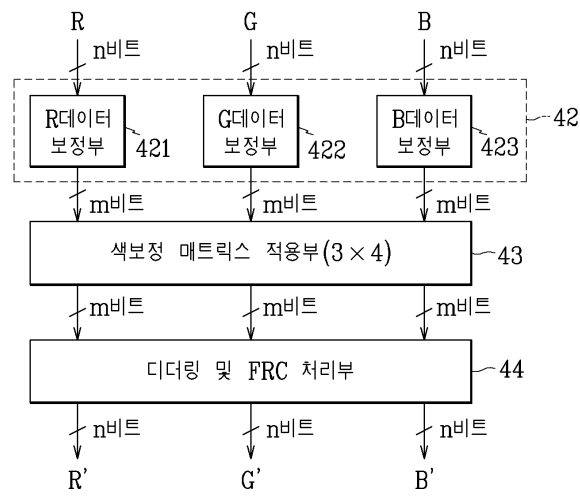 R G B
n비트 n비트 n비트
R데이터 G데이터 B데이터
보정부 보정부 보정부
421 422 423
42
m비트 m비트 m비트
색보정 매트릭스 적용부(3×4)
43
m비트 m비트 m비트
디더링 및 FRC 처리부
44
n비트 n비트 n비트
R' G' B'